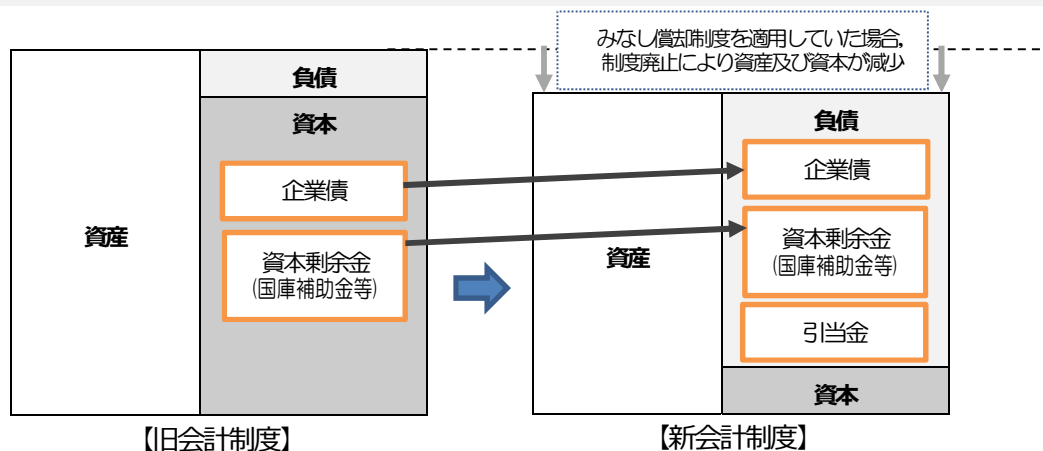 みなし償却制度を適用していた場合,
制度廃止により資産及び資本が減少
資産
負債
資本
企業債
資本剰余金
(国庫補助金等)
【旧会計制度】
資産
負債
企業債
資本剰余金
(国庫補助金等)
引当金
資本
【新会計制度】